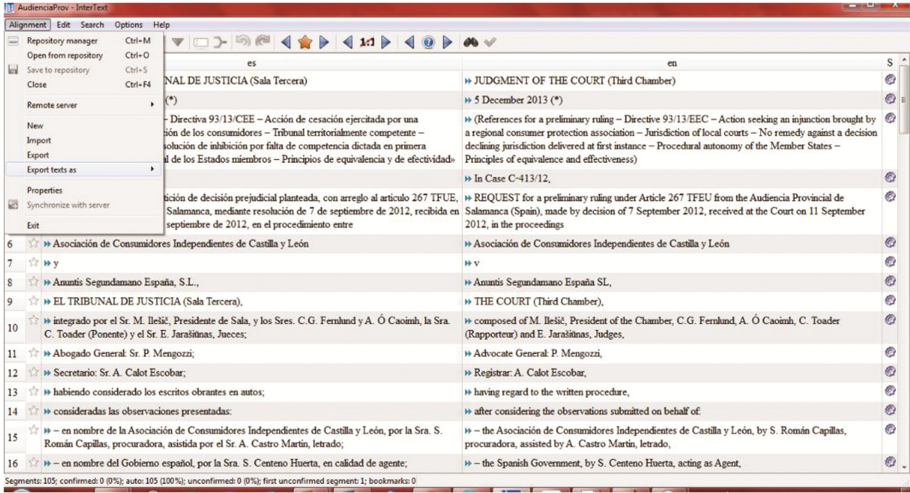 AudienciaProv - InterText
Alignment Edit Search Options Help
Repository manager Ctrl+M
Open from repository Ctrl+O
Save to repository Ctrl+S
Close Ctrl+F4
Remote server
New
Import
Export
Export texts as
Properties
Synchronize with server
Exit
1:1
es en S
NAL DE JUSTICIA (Sala Tercera) JUDGMENT OF THE COURT (Third Chamber)
(*) 5 December 2013 (*)
– Directiva 93/13/CEE – Acción de cesación ejercitada por una (References for a preliminary ruling – Directive 93/13/EEC – Action seeking an injunction brought by
ión de los consumidores – Tribunal territorialmente competente – a regional consumer protection association – Jurisdiction of local courts – No remedy against a decision
solución de inhibición por falta de competencia dictada en primera declining jurisdiction delivered at first instance – Procedural autonomy of the Member States –
l de los Estados miembros – Principios de equivalencia y de efectividad» Principles of equivalence and effectiveness)
In Case C-413/12,
tición de decisión prejudicial planteada, con arreglo al artículo 267 TFUE, REQUEST for a preliminary ruling under Article 267 TFEU from the Audiencia Provincial de
Salamanca, mediante resolución de 7 de septiembre de 2012, recibida en Salamanca (Spain), made by decision of 7 September 2012, received at the Court on 11 September
septiembre de 2012, en el procedimiento entre 2012, in the proceedings
6 Asociación de Consumidores Independientes de Castilla y León Asociación de Consumidores Independientes de Castilla y León
7 y v
8 Anuntis Segundamano España, S.L., Anuntis Segundamano España SL,
9 EL TRIBUNAL DE JUSTICIA (Sala Tercera), THE COURT (Third Chamber),
10 integrado por el Sr. M. Ilešič, Presidente de Sala, y los Sres. C.G. Fernlund y A. Ó Caoimh, la Sra. composed of M. Ilešič, President of the Chamber, C.G. Fernlund, A. Ó Caoimh, C. Toader
C. Toader (Ponente) y el Sr. E. Jarašiūnas, Jueces; (Rapporteur) and E. Jarašiūnas, Judges,
11 Abogado General: Sr. P. Mengozzi; Advocate General: P. Mengozzi,
12 Secretario: Sr. A. Calot Escobar; Registrar: A. Calot Escobar,
13 habiendo considerado los escritos obrantes en autos; having regard to the written procedure,
14 consideradas las observaciones presentadas: after considering the observations submitted on behalf of:
15 – en nombre de la Asociación de Consumidores Independientes de Castilla y León, por la Sra. S. – the Asociación de Consumidores Independientes de Castilla y León, by S. Román Capillas,
Román Capillas, procuradora, asistida por el Sr. A. Castro Martín, letrado; procuradora, assisted by A. Castro Martín, letrado,
16 – en nombre del Gobierno español, por la Sra. S. Centeno Huerta, en calidad de agente; – the Spanish Government, by S. Centeno Huerta, acting as Agent,
Segments: 105; confirmed: 0 (0%); auto: 105 (100%); unconfirmed: 0 (0%); first unconfirmed segment: 1; bookmarks: 0